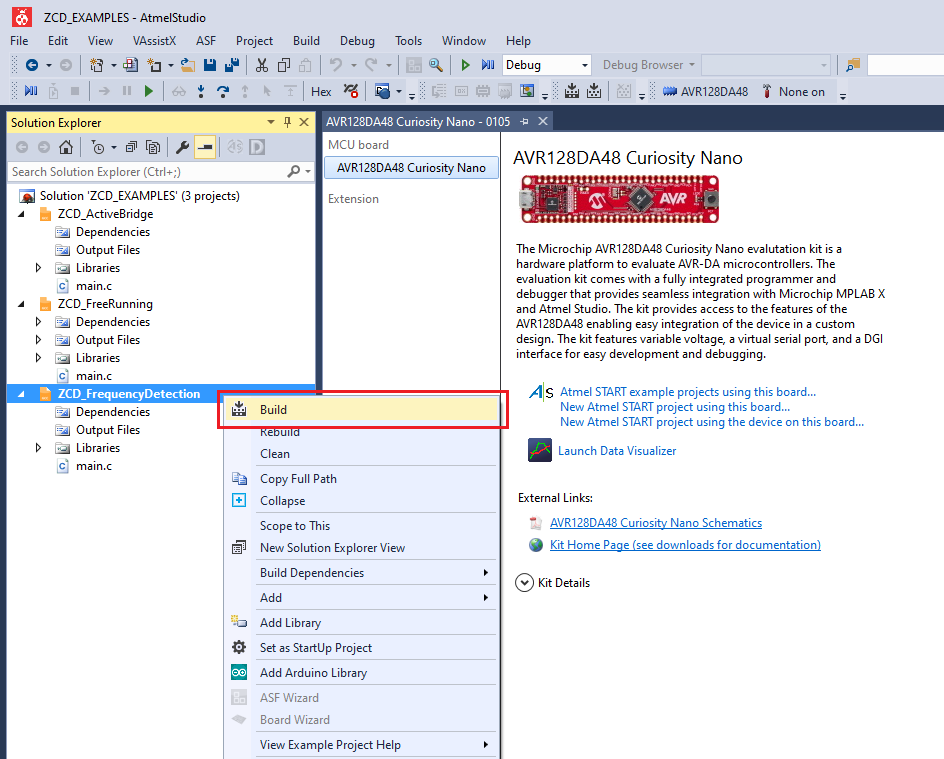 ZCD_EXAMPLES - AtmelStudio
File Edit View VAssistX ASF Project Build Debug Tools Window Help
Debug Debug Browser
Hex AVR128DA48 None on
Solution Explorer
Search Solution Explorer (Ctrl+;)
Solution 'ZCD_EXAMPLES' (3 projects)
ZCD_ActiveBridge
Dependencies
Output Files
Libraries
main.c
ZCD_FreeRunning
Dependencies
Output Files
Libraries
main.c
ZCD_FrequencyDetection
Dependencies
Output Files
Libraries
main.c
Build
Rebuild
Clean
Copy Full Path
Collapse
Scope to This
New Solution Explorer View
Build Dependencies
Add
Add Library
Set as StartUp Project
Add Arduino Library
ASF Wizard
Board Wizard
View Example Project Help
AVR128DA48 Curiosity Nano - 0105
MCU board
AVR128DA48 Curiosity Nano
Extension
AVR128DA48 Curiosity Nano
AVR
The Microchip AVR128DA48 Curiosity Nano evalutation kit is a
hardware platform to evaluate AVR-DA microcontrollers. The
evaluation kit comes with a fully integrated programmer and
debugger that provides seamless integration with Microchip MPLAB X
and Atmel Studio. The kit provides access to the features of the
AVR128DA48 enabling easy integration of the device in a custom
design. The kit features variable voltage, a virtual serial port, and a DGI
interface for easy development and debugging.
Atmel START example projects using this board...
New Atmel START project using this board...
New Atmel START project using the device on this board...
Launch Data Visualizer
External Links:
AVR128DA48 Curiosity Nano Schematics
Kit Home Page (see downloads for documentation)
Kit Details